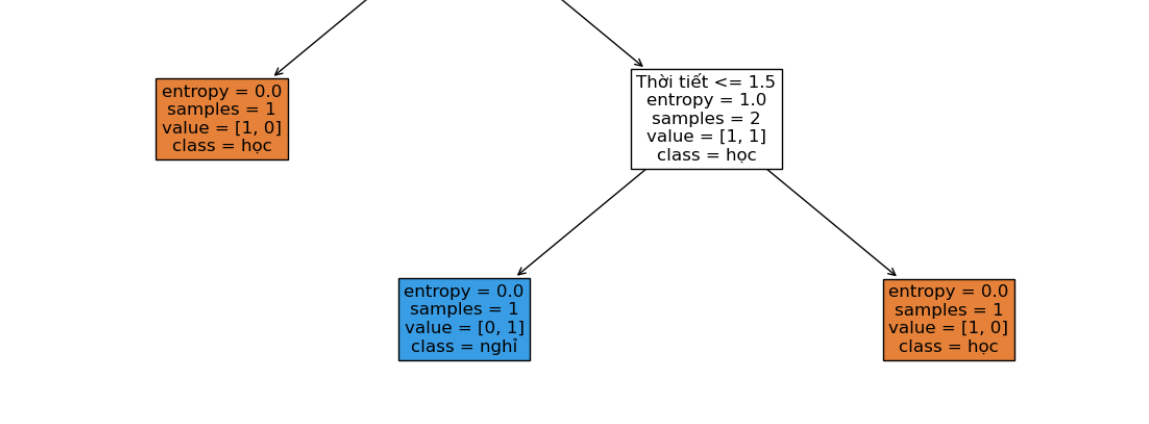 entropy = 0.0
samples = 1
value = [1, 0]
class = học
Thời tiết <= 1.5
entropy = 1.0
samples = 2
value = [1, 1]
class = học
entropy = 0.0
samples = 1
value = [0, 1]
class = nghỉ
entropy = 0.0
samples = 1
value = [1, 0]
class = học